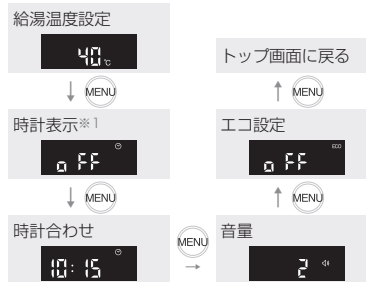 給湯温度設定
40℃
MENU
時計表示※1
oFF
MENU
時計合わせ
10:15
MENU
音量
2
MENU
エコ設定
ECO
oFF
MENU
トップ画面に戻る